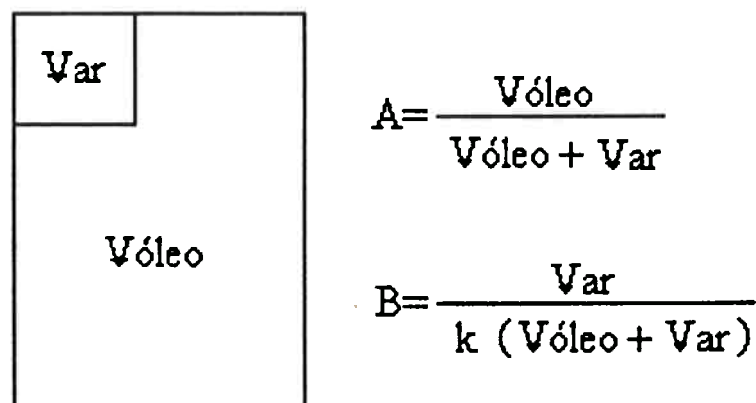 Var
Vóleo
A= Vóleo / Vóleo + Var
B= Var / k (Vóleo + Var)